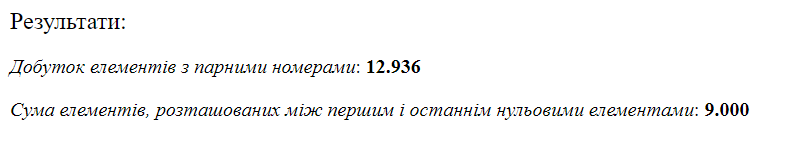 Результати:
Добуток елементів з парними номерами: 12.936
Сума елементів, розташованих між першим і останнім нульовими елементами: 9.000